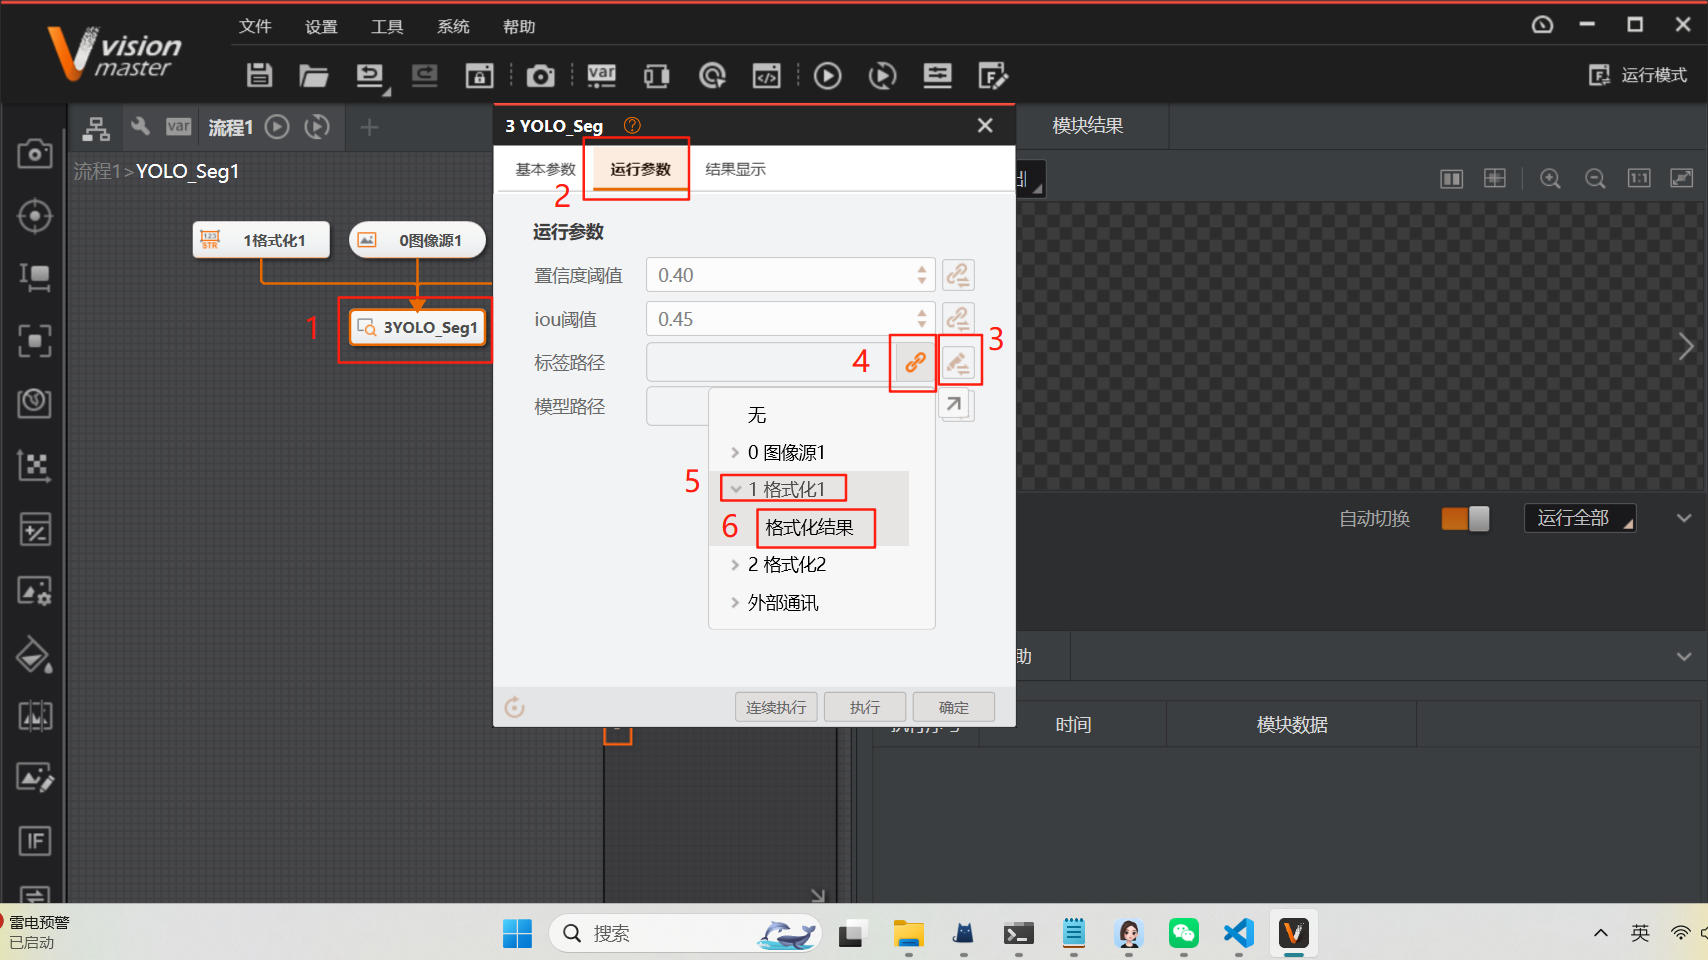 vision
master
文件 设置 工具 系统 帮助
var
运行模式
var 流程1
3 YOLO_Seg
模块结果
流程1>YOLO_Seg1
基本参数 运行参数 结果显示
2
1:1
123
STR
1格式化1
0图像源1
运行参数
置信度阈值 0.40
iou阈值 0.45
1
3YOLO_Seg1
3
标签路径
4
模型路径
无
0 图像源1
5
1 格式化1
6
格式化结果
2 格式化2
外部通讯
自动切换
运行全部
助
连续执行 执行 确定
时间 模块数据
IF
雷电预警
已启动
搜索
英